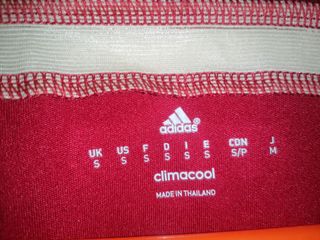 adidas
UK US F D I E CDN J
S S S S S S S/P M
climacool
MADE IN THAILAND